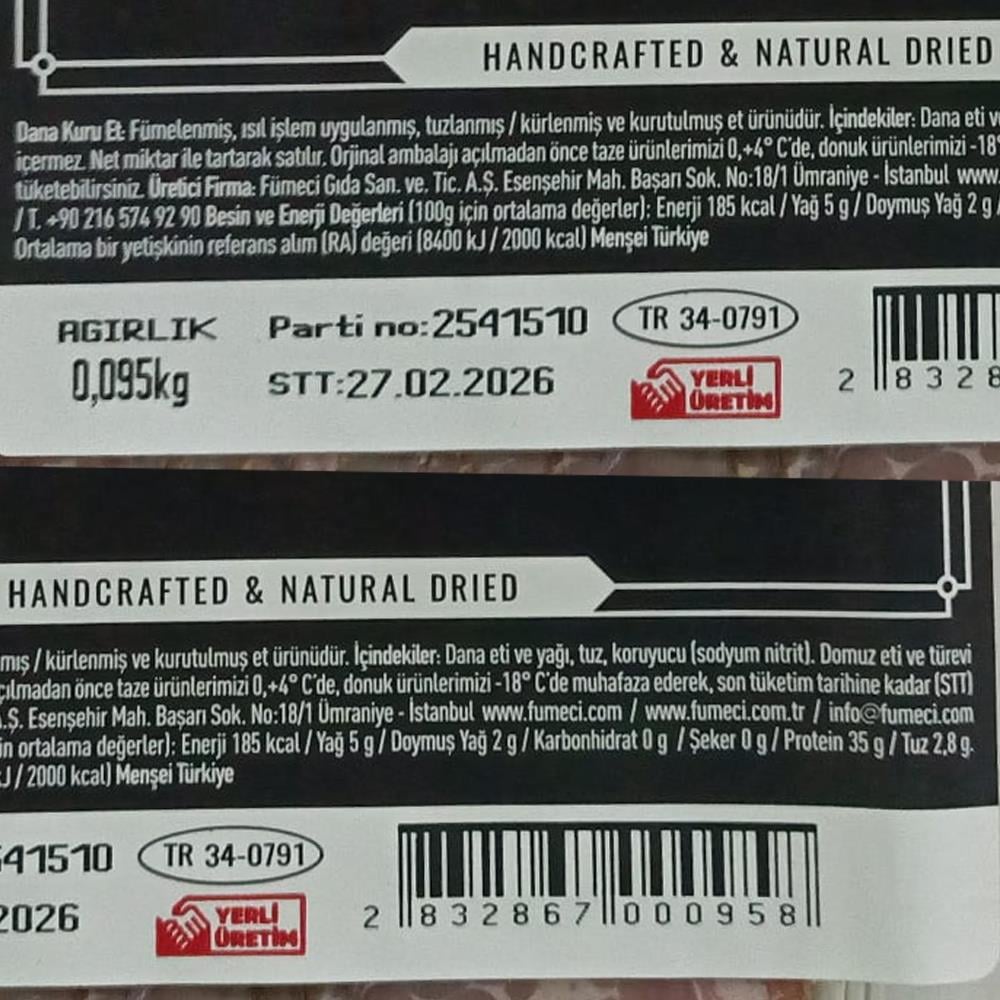 HANDCRAFTED & NATURAL DRIED
Dana Kuru Et: Fümelenmiş, ısıl işlem uygulanmış, tuzlanmış / kürlenmiş ve kurutulmuş et ürünüdür. İçindekiler: Dana eti ve
içermez. Net miktar ile tartarak satılır. Orjinal ambalajı açılmadan önce taze ürünlerimizi 0,+4° C'de, donuk ürünlerimizi -18°
tüketebilirsiniz. Üretici Firma: Fümeci Gıda San. ve. Tic. A.Ş. Esenşehir Mah. Başarı Sok. No:18/1 Ümraniye - İstanbul www.
/ T. +90 216 574 92 90 Besin ve Enerji Değerleri (100g için ortalama değerler): Enerji 185 kcal / Yağ 5 g / Doymuş Yağ 2 g /
Ortalama bir yetişkinin referans alım (RA) değeri (8400 kJ / 2000 kcal) Menşei Türkiye
AGIRLIK
0,095kg
Parti no:2541510
STT:27.02.2026
TR 34-0791
YERLİ
ÜRETİM
2 8328
HANDCRAFTED & NATURAL DRIED
mış / kürlenmiş ve kurutulmuş et ürünüdür. İçindekiler: Dana eti ve yağı, tuz, koruyucu (sodyum nitrit). Domuz eti ve türevi
çılmadan önce taze ürünlerimizi 0,+4° C'de, donuk ürünlerimizi -18° C'de muhafaza ederek, son tüketim tarihine kadar (STT)
.Ş. Esenşehir Mah. Başarı Sok. No:18/1 Ümraniye - İstanbul www.fumeci.com / www.fumeci.com.tr / info@fumeci.com
in ortalama değerler): Enerji 185 kcal / Yağ 5 g / Doymuş Yağ 2 g / Karbonhidrat 0 g / Şeker 0 g / Protein 35 g / Tuz 2,8 g.
J / 2000 kcal) Menşei Türkiye
541510
2026
TR 34-0791
YERLİ
ÜRETİM
2 832867 000958